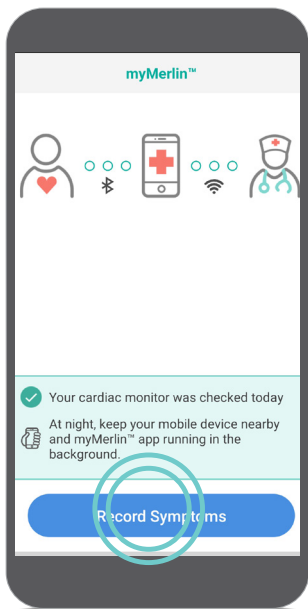 myMerlin™
Your cardiac monitor was checked today
At night, keep your mobile device nearby
and myMerlin™ app running in the
background.
Record Symptoms